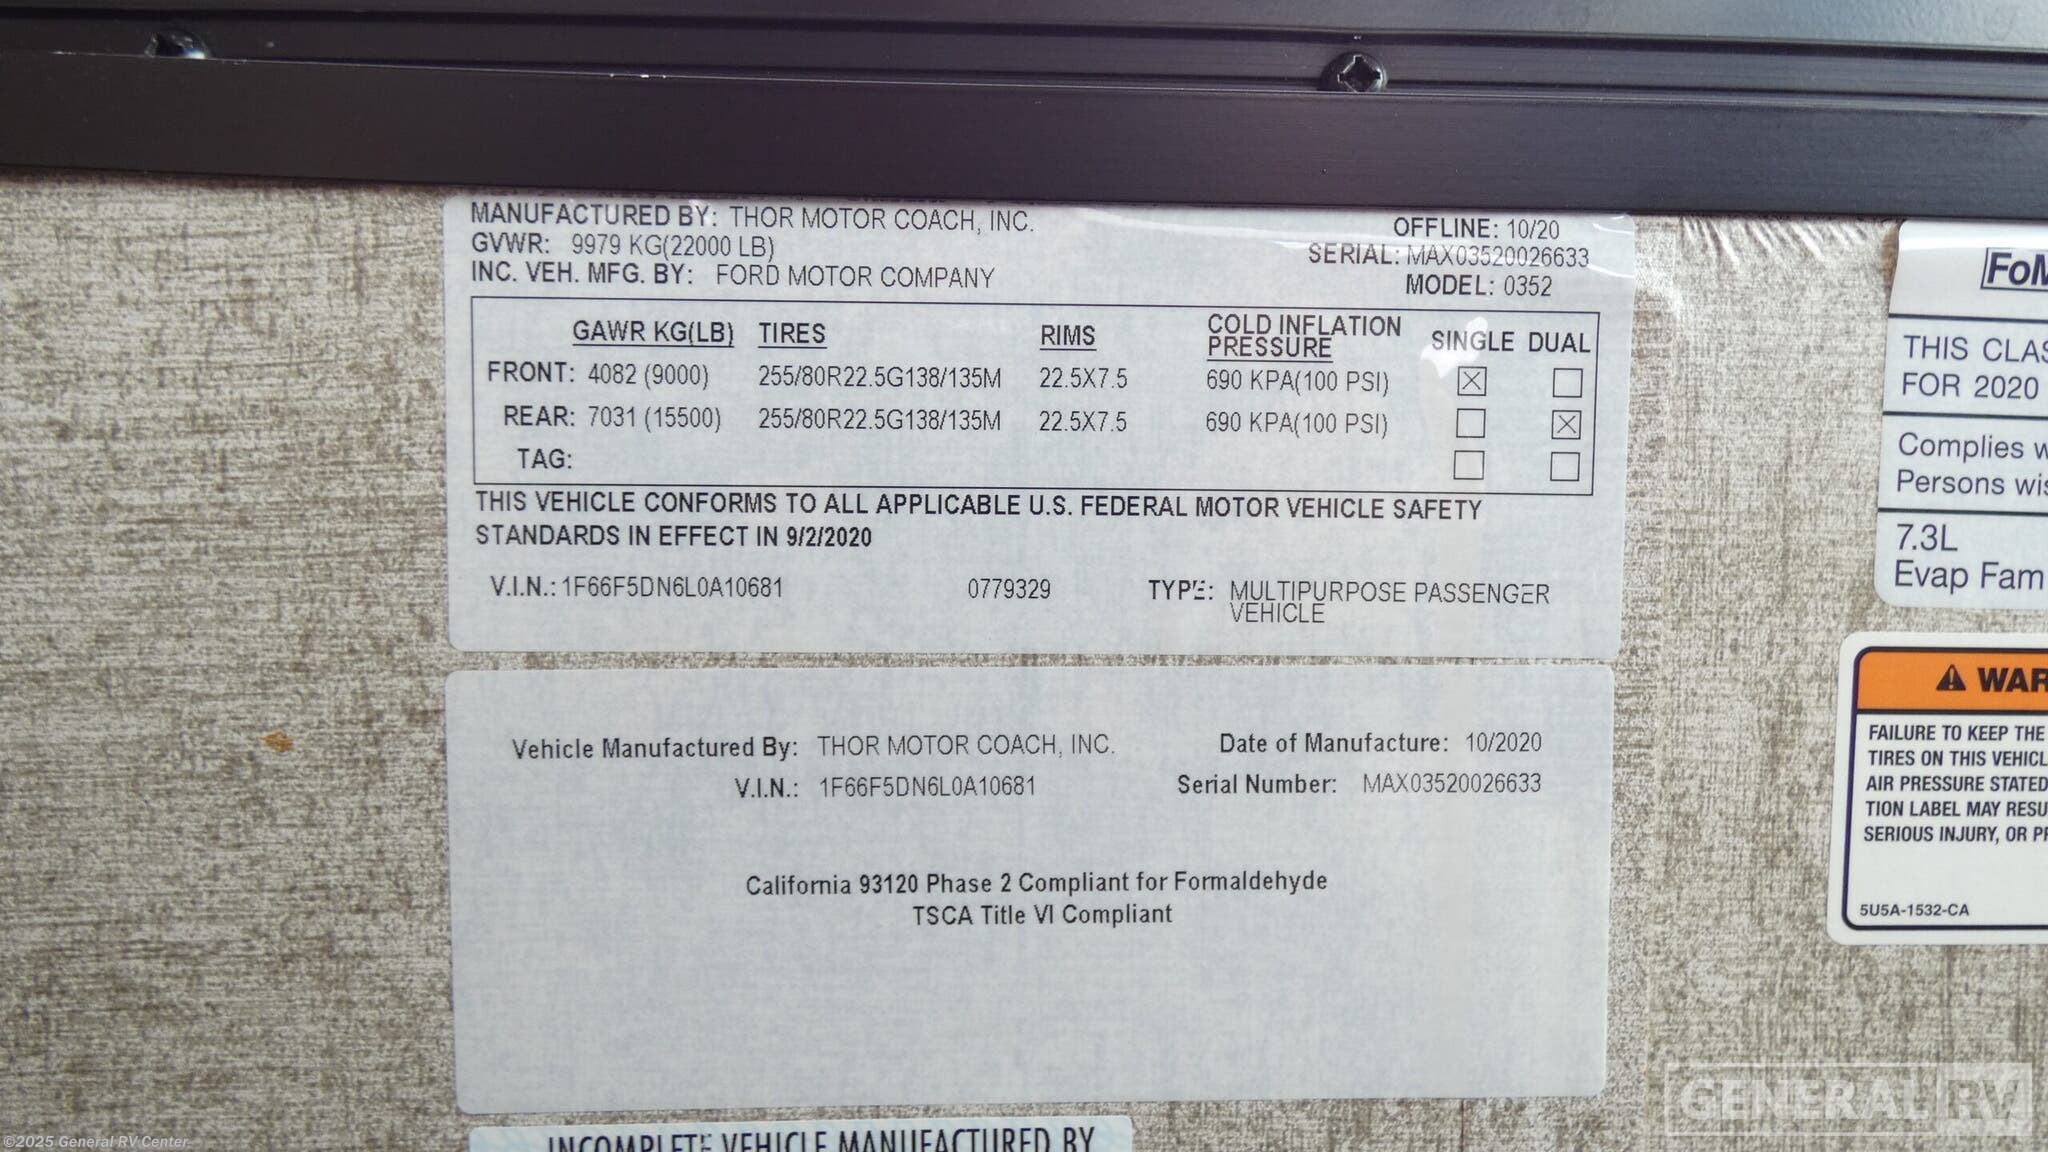 MANUFACTURED BY: THOR MOTOR COACH, INC.
OFFLINE: 10/20
GVWR: 9979 KG(22000 LB)
SERIAL: MAX03520026633
INC. VEH. MFG. BY: FORD MOTOR COMPANY
MODEL: 0352
GAWR KG(LB) TIRES RIMS COLD INFLATION PRESSURE SINGLE DUAL
FRONT: 4082 (9000) 255/80R22.5G138/135M 22.5X7.5 690 KPA(100 PSI) ☒ ☐
REAR: 7031 (15500) 255/80R22.5G138/135M 22.5X7.5 690 KPA(100 PSI) ☐ ☒
TAG: ☐ ☐
THIS VEHICLE CONFORMS TO ALL APPLICABLE U.S. FEDERAL MOTOR VEHICLE SAFETY
STANDARDS IN EFFECT IN 9/2/2020
V.I.N.: 1F66F5DN6L0A10681 0779329 TYPE: MULTIPURPOSE PASSENGER
VEHICLE
Vehicle Manufactured By: THOR MOTOR COACH, INC. Date of Manufacture: 10/2020
V.I.N.: 1F66F5DN6L0A10681 Serial Number: MAX03520026633
California 93120 Phase 2 Compliant for Formaldehyde
TSCA Title VI Compliant
INCOMPLETE VEHICLE MANUFACTURED BY
THIS
FOR 2020
Complies
Persons
7.3L
Evap
FAILURE TO KEEP THE
TIRES ON THIS
AIR PRESSURE STATED
TION LABEL MAY
SERIOUS INJURY, OR
5U5A-1532-CA
GENERAL RV
©2025 General RV Center